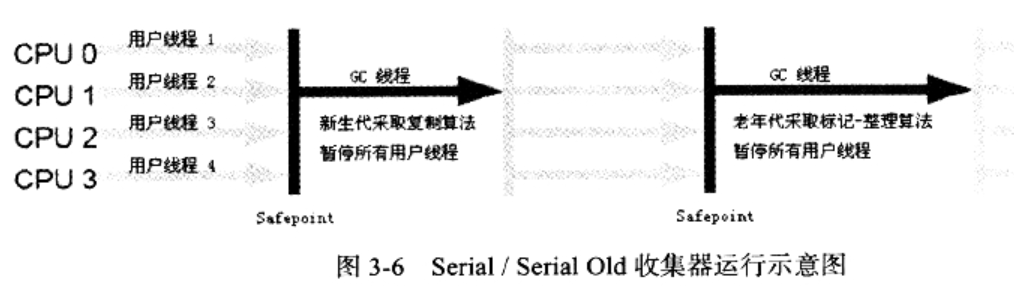 CPU 0 用户线程 1
CPU 1 用户线程 2
CPU 2 用户线程 3
CPU 3 用户线程 4
Safepoint
GC 线程
新生代采取复制算法
暂停所有用户线程
Safepoint
GC 线程
老年代采取标记-整理算法
暂停所有用户线程
图 3-6 Serial / Serial Old 收集器运行示意图